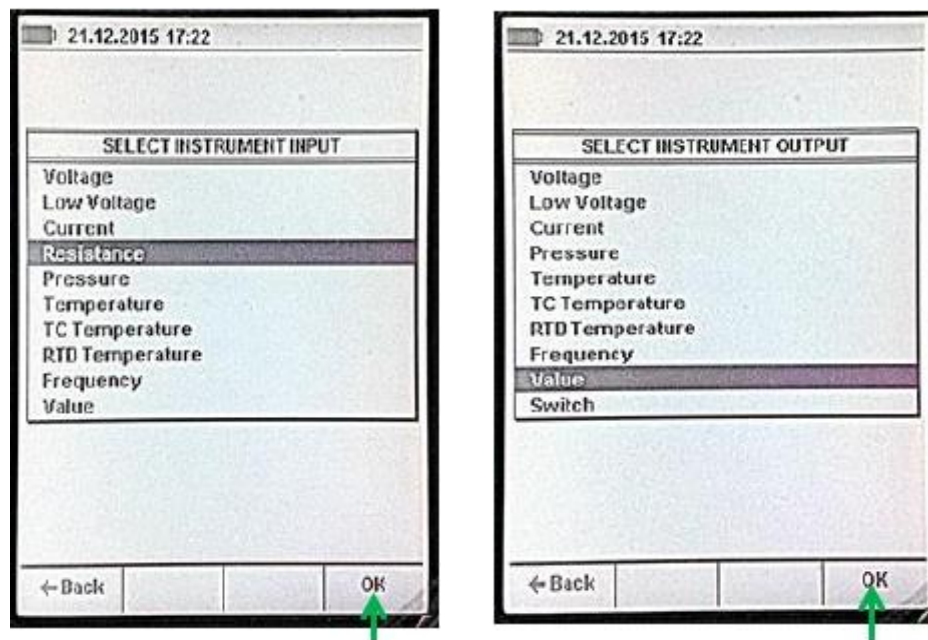 21.12.2015 17:22
SELECT INSTRUMENT INPUT
Voltage
Low Voltage
Current
Resistance
Pressure
Temperature
TC Temperature
RTD Temperature
Frequency
Value
←Back
OK
21.12.2015 17:22
SELECT INSTRUMENT OUTPUT
Voltage
Low Voltage
Current
Pressure
Temperature
TC Temperature
RTD Temperature
Frequency
Value
Switch
←Back
OK